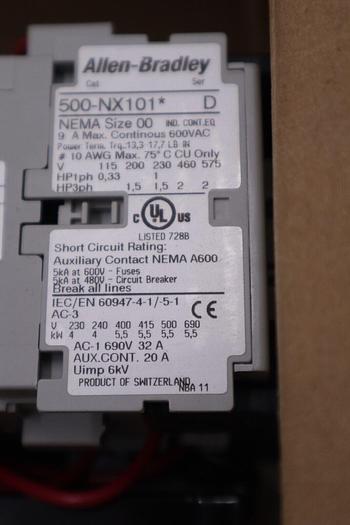 Allen-Bradley
Cat Ser
500-NX101* D
NEMA Size 00 IND. CONT.EQ
9 A Max. Continous 600VAC
Power Term. Trq.:13,3-17,7 LB IN
# 10 AWG Max. 75°C CU Only
V 115 200 230 460 575
HP1ph 0,33 1
HP3ph 1,5 1,5 2 2
C UL US
LISTED 728B
Short Circuit Rating:
Auxiliary Contact NEMA A600
5kA at 600V - Fuses
5kA at 480V - Circuit Breaker
Break all lines
IEC/EN 60947-4-1/-5-1
AC-3 CE
V 230 240 400 415 500 690
kW 4 4 5,5 5,5 5,5 5,5
AC-1 690V 32 A
AUX.CONT. 20 A
Uimp 6kV
PRODUCT OF SWITZERLAND
NBA 11